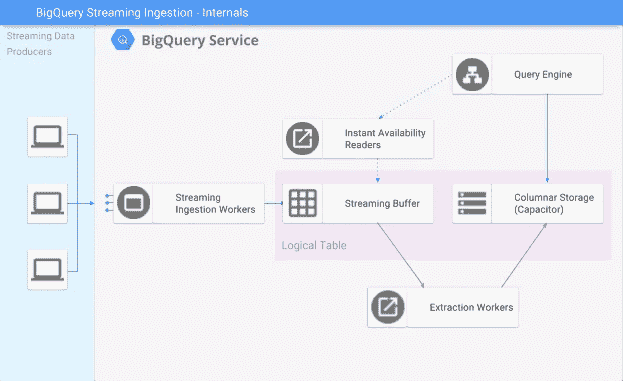 BigQuery Streaming Ingestion - Internals
Streaming Data
Producers
BigQuery Service
Query Engine
Instant Availability
Readers
Streaming
Ingestion Workers
Streaming Buffer
Columnar Storage
(Capacitor)
Logical Table
Extraction Workers